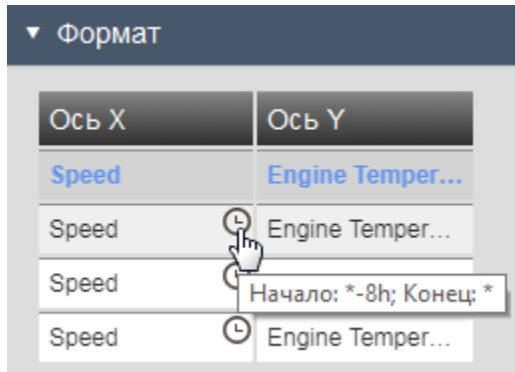 Формат
Ось X Ось Y
Speed Engine Temper...
Speed Engine Temper...
Speed
Начало: *-8h; Конец: *
Speed Engine Temper...